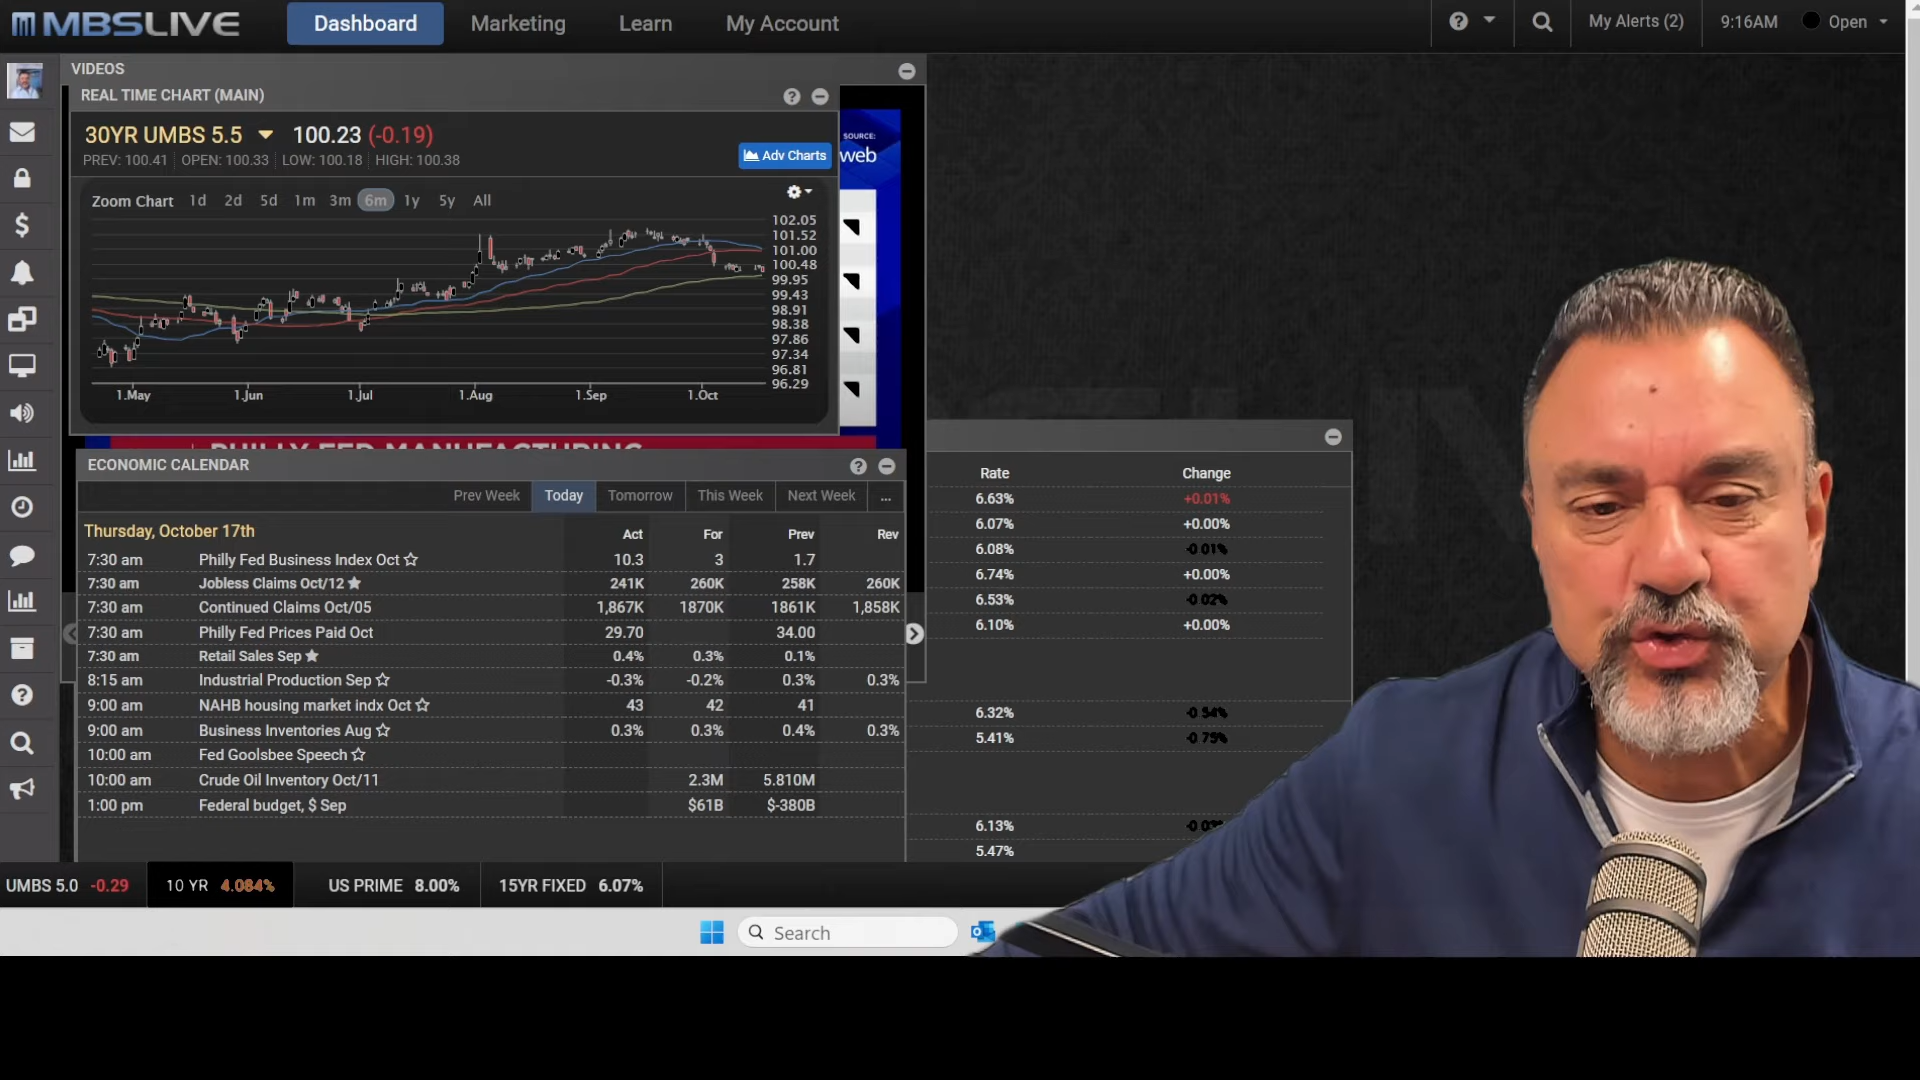 MBSLIVE
Dashboard
Marketing
Learn
My Account
My Alerts (2)
9:16AM
Open
VIDEOS
REAL TIME CHART (MAIN)
30YR UMBS 5.5 100.23 (-0.19)
PREV: 100.41 OPEN: 100.33 LOW: 100.18 HIGH: 100.38
Adv Charts
SOURCE:
web
Zoom Chart 1d 2d 5d 1m 3m 6m 1y 5y All
102.05
101.52
101.00
100.48
99.95
99.43
98.91
98.38
97.86
97.34
96.81
96.29
1.May 1.Jun 1.Jul 1.Aug 1.Sep 1.Oct
PHILLY FED MANUFACTURING
ECONOMIC CALENDAR
Prev Week Today Tomorrow This Week Next Week ...
Thursday, October 17th Act For Prev Rev
7:30 am Philly Fed Business Index Oct 10.3 3 1.7
7:30 am Jobless Claims Oct/12 241K 260K 258K 260K
7:30 am Continued Claims Oct/05 1,867K 1870K 1861K 1,858K
7:30 am Philly Fed Prices Paid Oct 29.70 34.00
7:30 am Retail Sales Sep 0.4% 0.3% 0.1%
8:15 am Industrial Production Sep -0.3% -0.2% 0.3% 0.3%
9:00 am NAHB housing market indx Oct 43 42 41
9:00 am Business Inventories Aug 0.3% 0.3% 0.4% 0.3%
10:00 am Fed Goolsbee Speech
10:00 am Crude Oil Inventory Oct/11 2.3M 5.810M
1:00 pm Federal budget, $ Sep $61B $-380B
Rate Change
6.63% +0.01%
6.07% +0.00%
6.08% -0.01%
6.74% +0.00%
6.53% -0.02%
6.10% +0.00%
6.32% -0.54%
5.41% -0.75%
6.13%
5.47%
UMBS 5.0 -0.29
10 YR 4.084%
US PRIME 8.00%
15YR FIXED 6.07%
Search